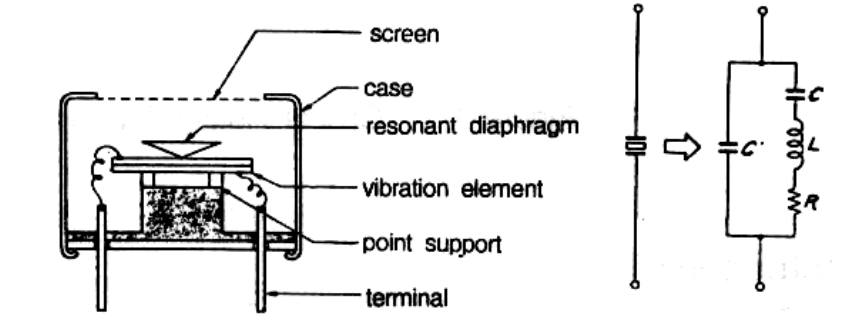 screen
case
resonant diaphragm
vibration element
point support
terminal
C'
C
L
R